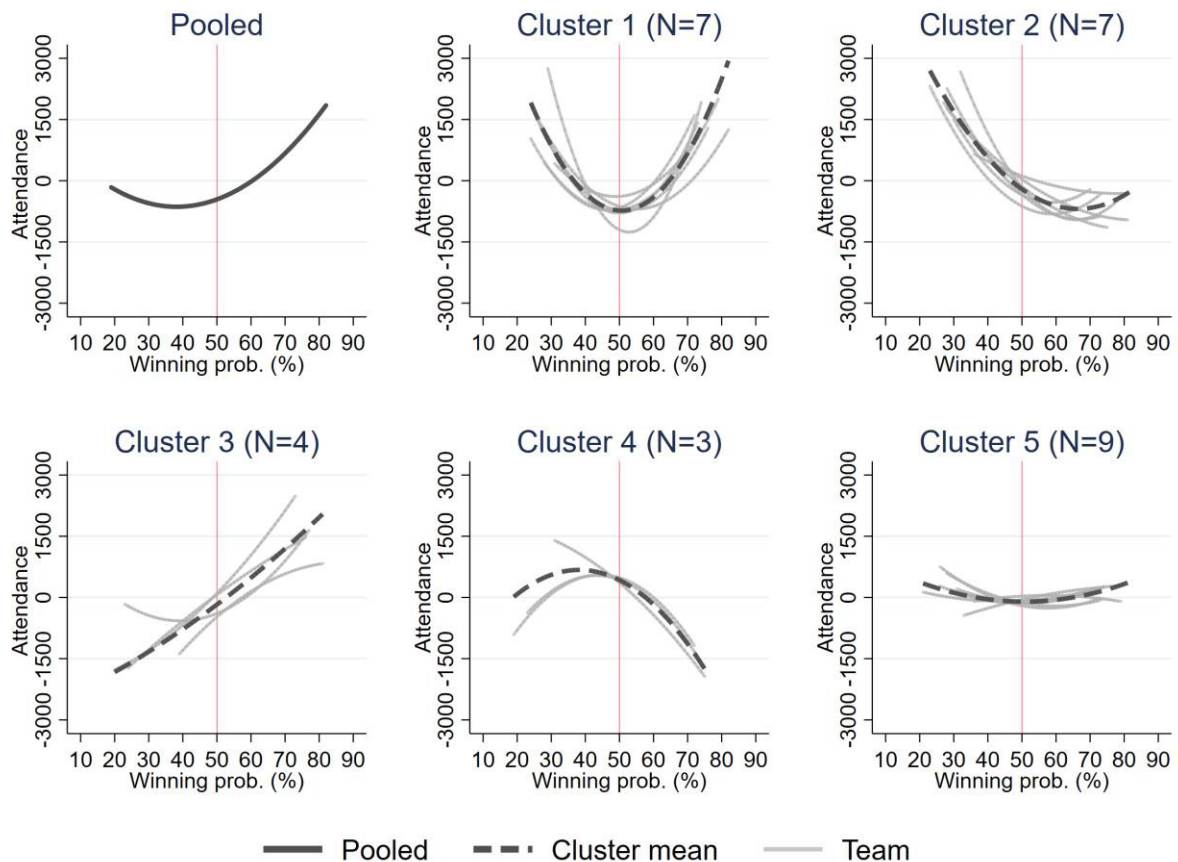 Pooled
Attendance
-3000 -1500 0 1500 3000
10 20 30 40 50 60 70 80 90
Winning prob. (%)
Cluster 1 (N=7)
Attendance
-3000 -1500 0 1500 3000
10 20 30 40 50 60 70 80 90
Winning prob. (%)
Cluster 2 (N=7)
Attendance
-3000 -1500 0 1500 3000
10 20 30 40 50 60 70 80 90
Winning prob. (%)
Cluster 3 (N=4)
Attendance
-3000 -1500 0 1500 3000
10 20 30 40 50 60 70 80 90
Winning prob. (%)
Cluster 4 (N=3)
Attendance
-3000 -1500 0 1500 3000
10 20 30 40 50 60 70 80 90
Winning prob. (%)
Cluster 5 (N=9)
Attendance
-3000 -1500 0 1500 3000
10 20 30 40 50 60 70 80 90
Winning prob. (%)
Pooled Cluster mean Team